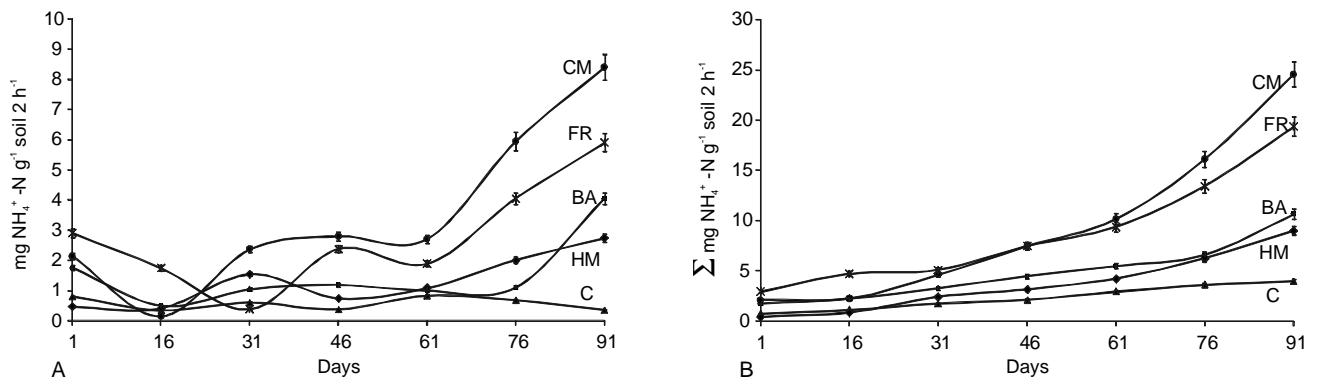 10
9
8
7
6
5
4
3
2
1
0
mg NH₄⁺ -N g⁻¹ soil 2 h⁻¹
CM
FR
BA
HM
C
1 16 31 46 61 76 91
Days
A
30
25
20
15
10
5
0
Σ mg NH₄⁺ -N g⁻¹ soil 2 h⁻¹
CM
FR
BA
HM
C
1 16 31 46 61 76 91
Days
B